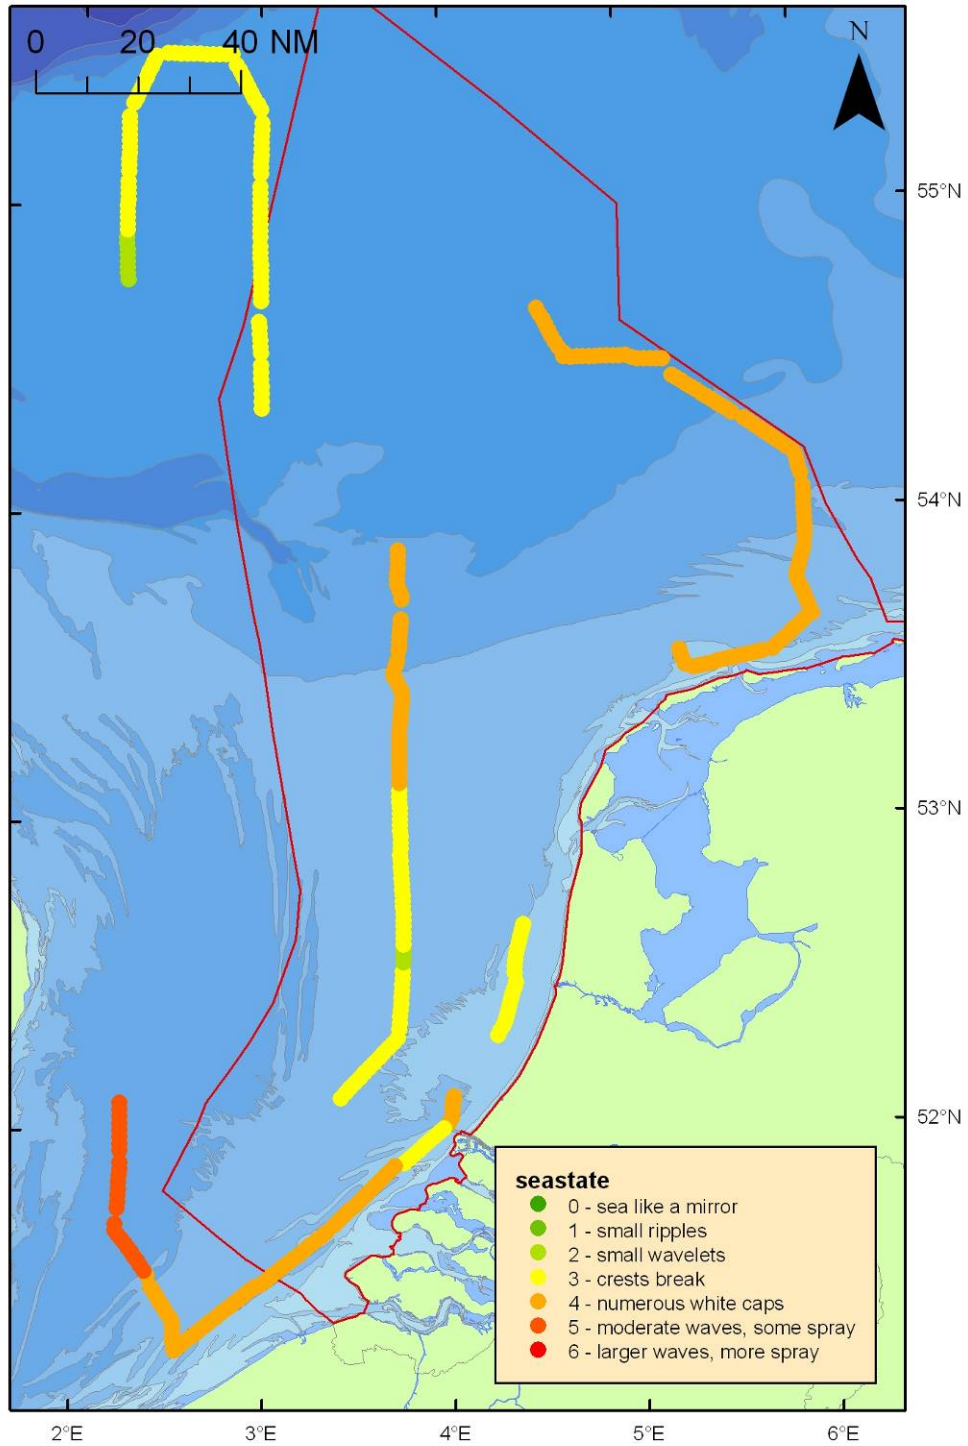 0 20 40 NM
N
55°N
54°N
53°N
52°N
seastate
0 - sea like a mirror
1 - small ripples
2 - small wavelets
3 - crests break
4 - numerous white caps
5 - moderate waves, some spray
6 - larger waves, more spray
2°E 3°E 4°E 5°E 6°E